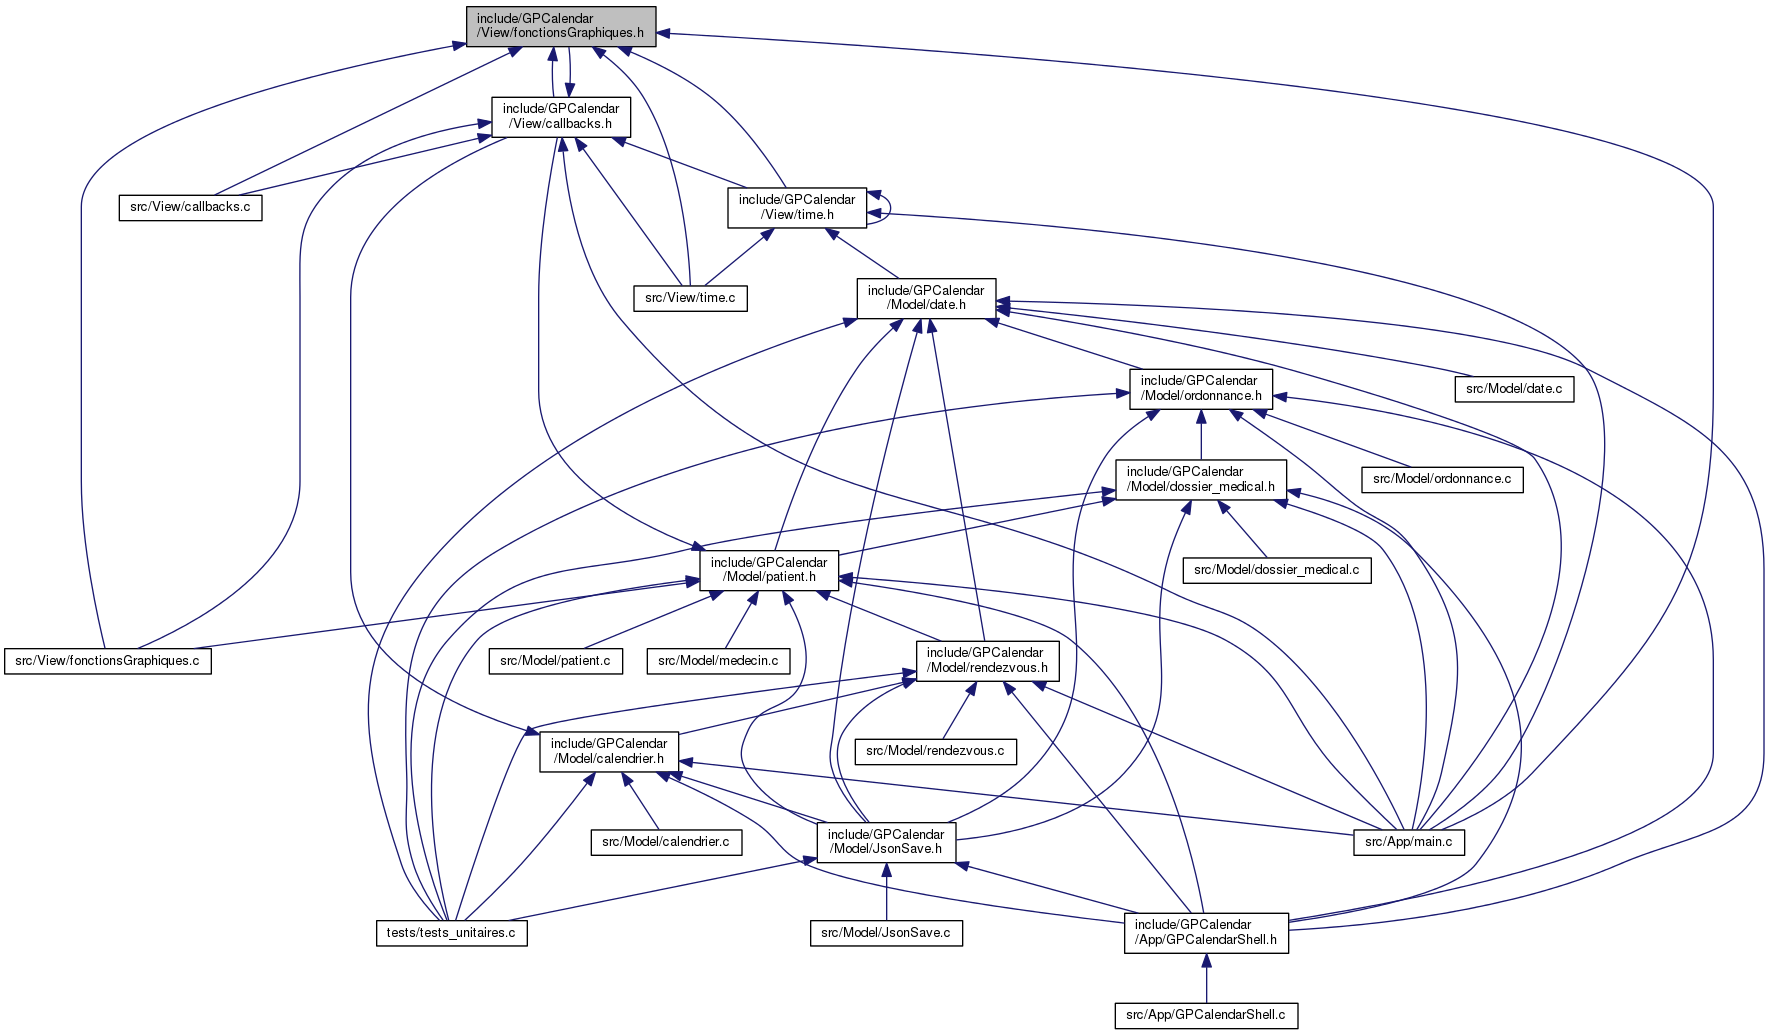 include/GPCalendar
/View/fonctionsGraphiques.h
include/GPCalendar
/View/callbacks.h
src/View/callbacks.c
include/GPCalendar
/View/time.h
src/View/time.c
include/GPCalendar
/Model/date.h
include/GPCalendar
/Model/ordonnance.h
src/Model/date.c
include/GPCalendar
/Model/dossier_medical.h
src/Model/ordonnance.c
include/GPCalendar
/Model/patient.h
src/Model/dossier_medical.c
src/View/fonctionsGraphiques.c
src/Model/patient.c
src/Model/medecin.c
include/GPCalendar
/Model/rendezvous.h
include/GPCalendar
/Model/calendrier.h
src/Model/rendezvous.c
src/Model/calendrier.c
include/GPCalendar
/Model/JsonSave.h
src/App/main.c
tests/tests_unitaires.c
src/Model/JsonSave.c
include/GPCalendar
/App/GPCalendarShell.h
src/App/GPCalendarShell.c